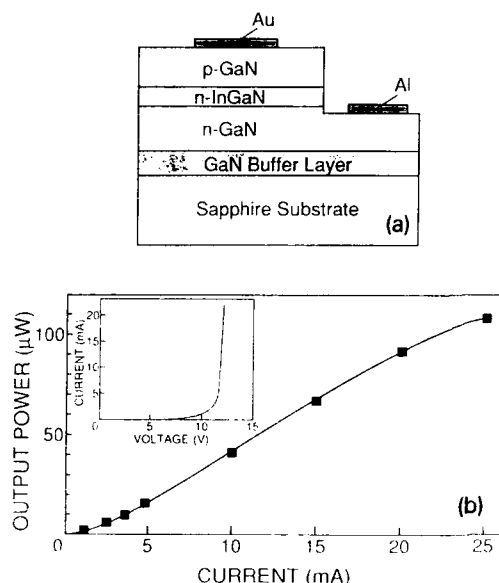 Au
p-GaN
Al
n-InGaN
n-GaN
GaN Buffer Layer
Sapphire Substrate
(a)
OUTPUT POWER (μW)
100
50
0
5
10
15
20
25
CURRENT (mA)
(b)
CURRENT (mA)
20
15
10
5
0
5
10
15
VOLTAGE (V)